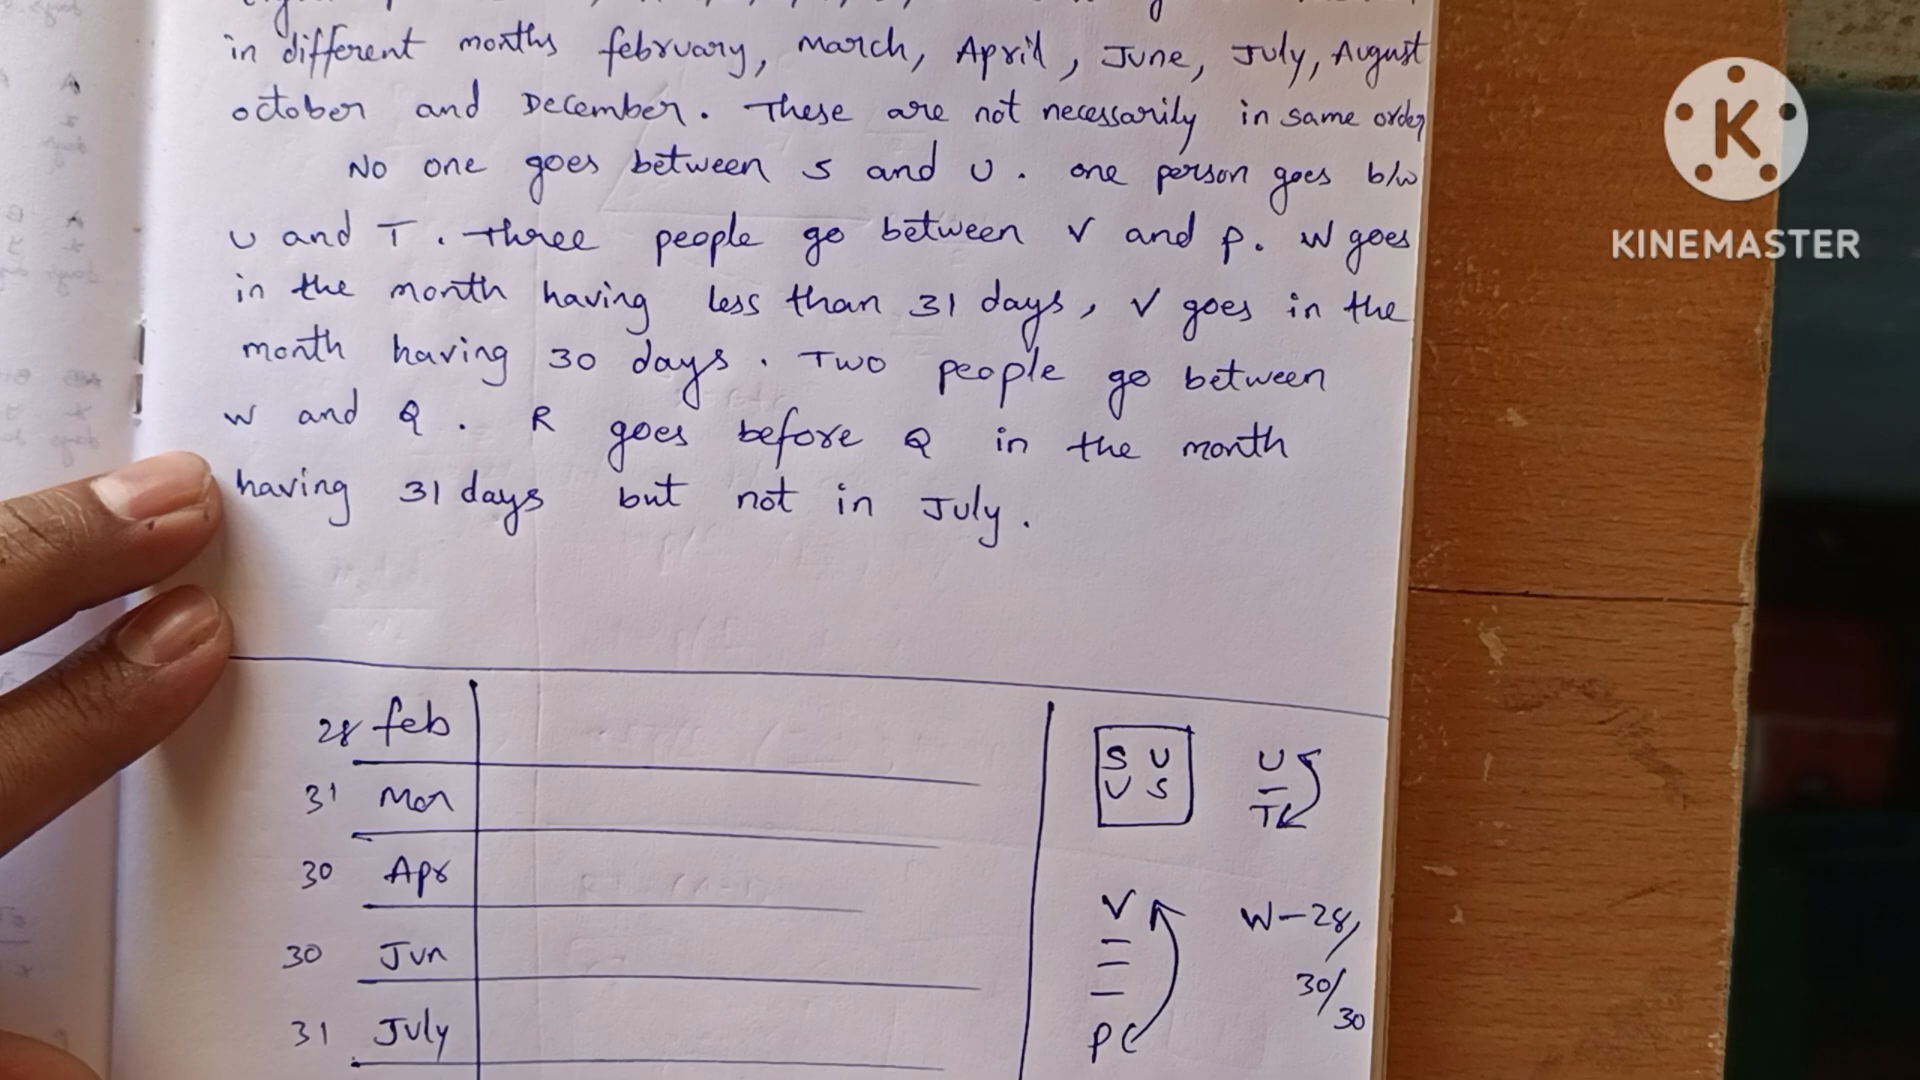 in different months february, march, April, June, July, August
october and December. These are not necessarily in same order
No one goes between S and U. one person goes b/w
U and T. Three people go between V and P. W goes
in the month having less than 31 days, V goes in the
month having 30 days. Two people go between
W and Q. R goes before Q in the month
having 31 days but not in July.
K
KINEMASTER
28 feb
31 Mar
30 Apr
30 Jun
31 July
S U
U S
U
T
V
P
W-28,
30/
30